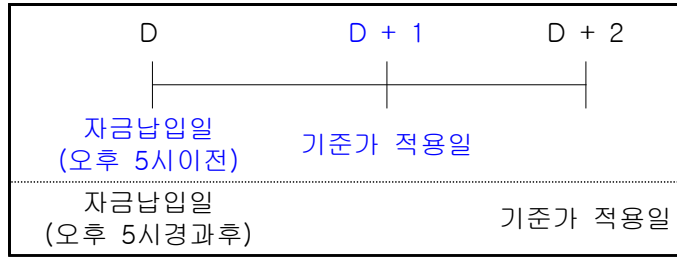 D D + 1 D + 2
자금납입일
(오후 5시이전)
기준가 적용일
자금납입일
(오후 5시경과후)
기준가 적용일